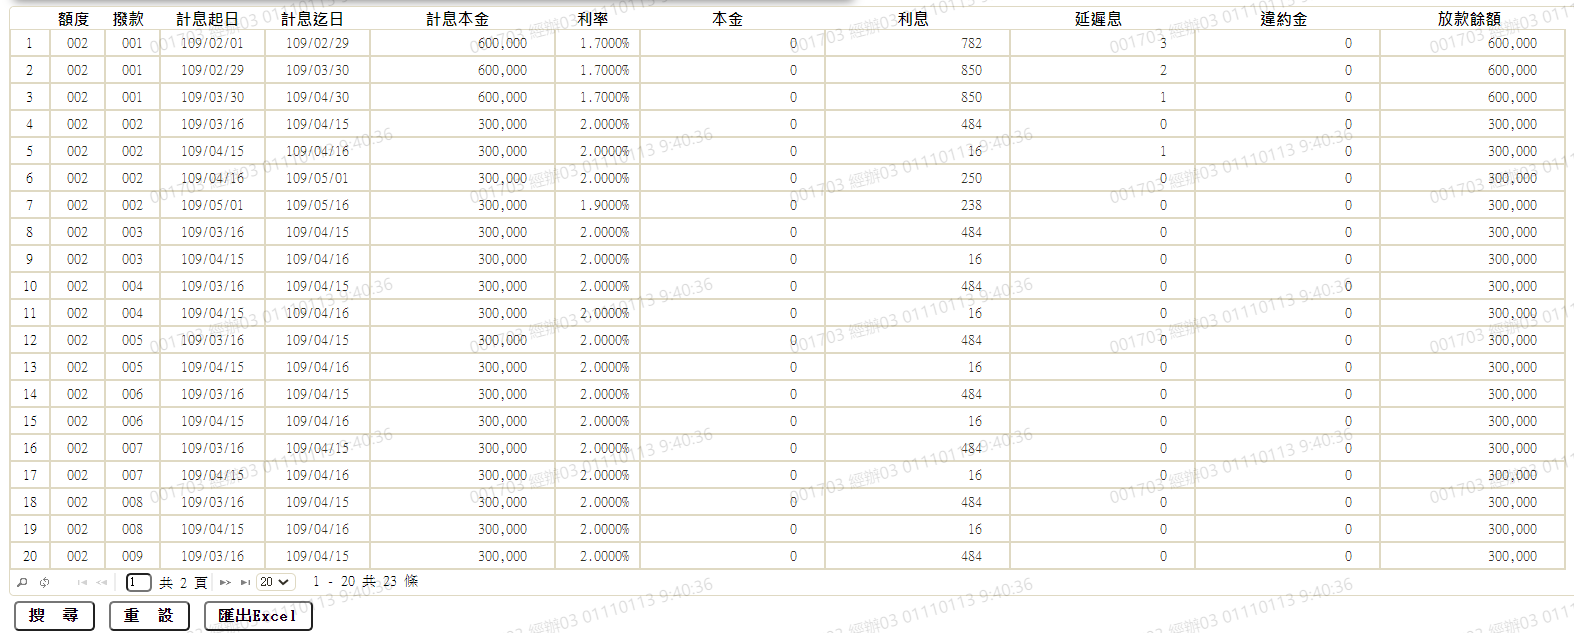 額度 撥款 計息起日 計息迄日 計息本金 利率 本金 利息 延遲息 違約金 放款餘額
1 002 001 109/02/01 109/02/29 600,000 1.7000% 0 782 3 0 600,000
2 002 001 109/02/29 109/03/30 600,000 1.7000% 0 850 2 0 600,000
3 002 001 109/03/30 109/04/30 600,000 1.7000% 0 850 1 0 600,000
4 002 002 109/03/16 109/04/15 300,000 2.0000% 0 484 0 0 300,000
5 002 002 109/04/15 109/04/16 300,000 2.0000% 0 16 1 0 300,000
6 002 002 109/04/16 109/05/01 300,000 2.0000% 0 250 0 0 300,000
7 002 002 109/05/01 109/05/16 300,000 1.9000% 0 238 0 0 300,000
8 002 003 109/03/16 109/04/15 300,000 2.0000% 0 484 0 0 300,000
9 002 003 109/04/15 109/04/16 300,000 2.0000% 0 16 0 0 300,000
10 002 004 109/03/16 109/04/15 300,000 2.0000% 0 484 0 0 300,000
11 002 004 109/04/15 109/04/16 300,000 2.0000% 0 16 0 0 300,000
12 002 005 109/03/16 109/04/15 300,000 2.0000% 0 484 0 0 300,000
13 002 005 109/04/15 109/04/16 300,000 2.0000% 0 16 0 0 300,000
14 002 006 109/03/16 109/04/15 300,000 2.0000% 0 484 0 0 300,000
15 002 006 109/04/15 109/04/16 300,000 2.0000% 0 16 0 0 300,000
16 002 007 109/03/16 109/04/15 300,000 2.0000% 0 484 0 0 300,000
17 002 007 109/04/15 109/04/16 300,000 2.0000% 0 16 0 0 300,000
18 002 008 109/03/16 109/04/15 300,000 2.0000% 0 484 0 0 300,000
19 002 008 109/04/15 109/04/16 300,000 2.0000% 0 16 0 0 300,000
20 002 009 109/03/16 109/04/15 300,000 2.0000% 0 484 0 0 300,000
1 共 2 頁 20 1 - 20 共 23 條
搜 尋 重 設 匯出Excel
001703 經辦03 01110113 9:40:36